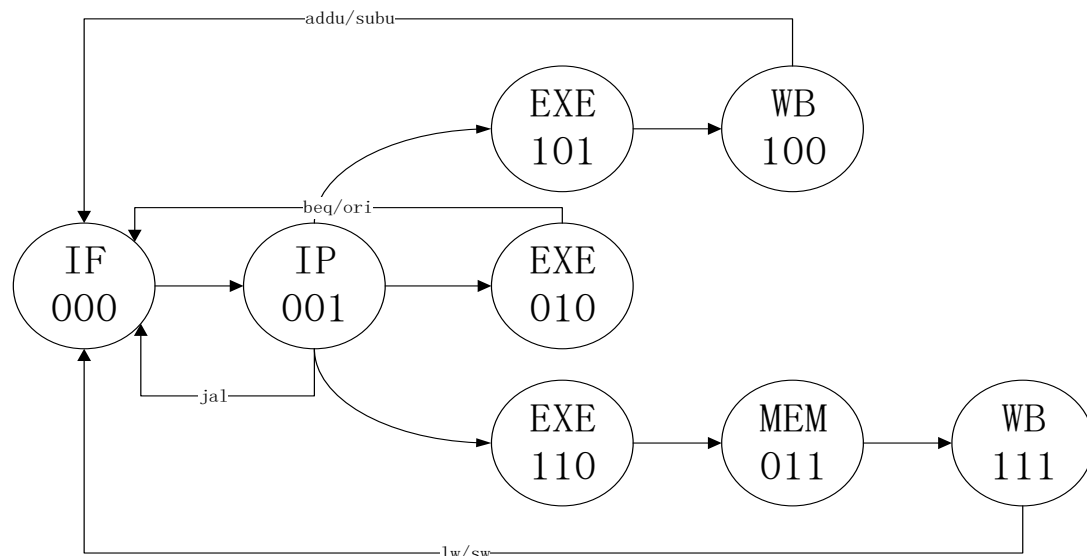 addu/subu
EXE
101
WB
100
beq/ori
IF
000
IP
001
EXE
010
jal
EXE
110
MEM
011
WB
111
lw/sw